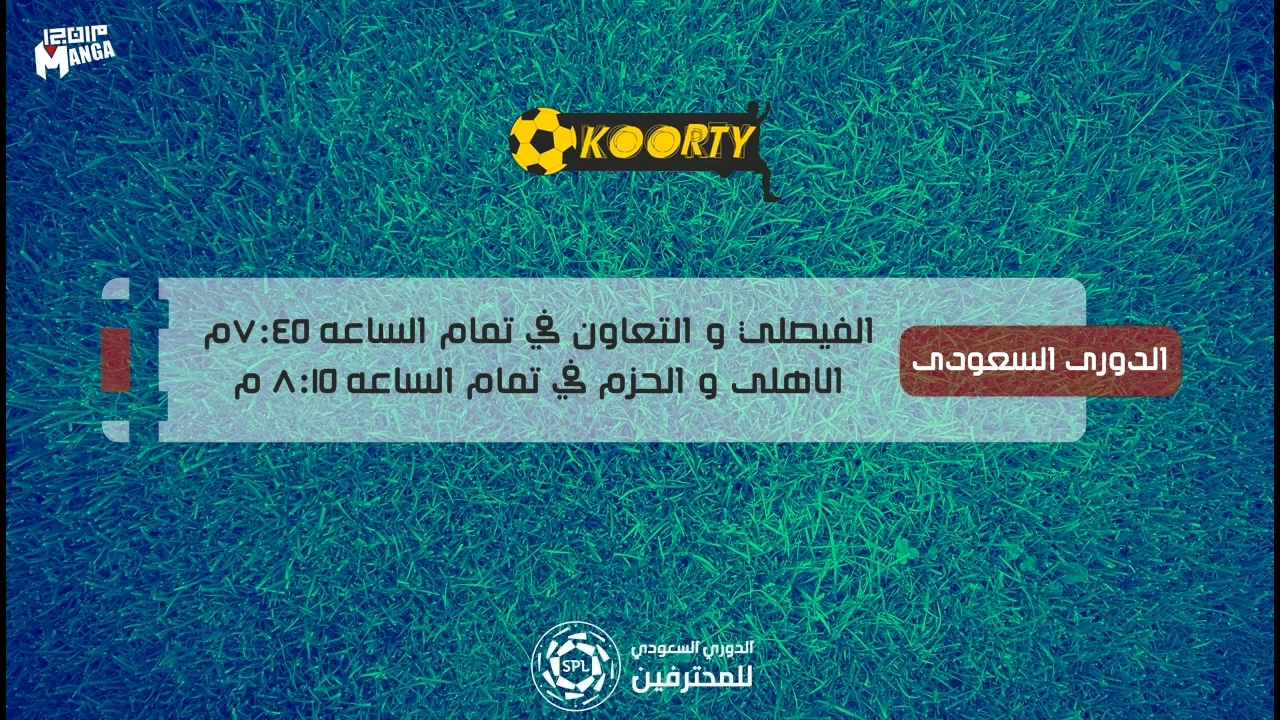 مانجا
MANGA
KOORTY
الدورى السعودى
الفيصلي و التعاون في تمام الساعه ٧:٤٥م
الاهلى و الحزم في تمام الساعه ٨:١٥ م
SPL
الدوري السعودي
للمحترفين